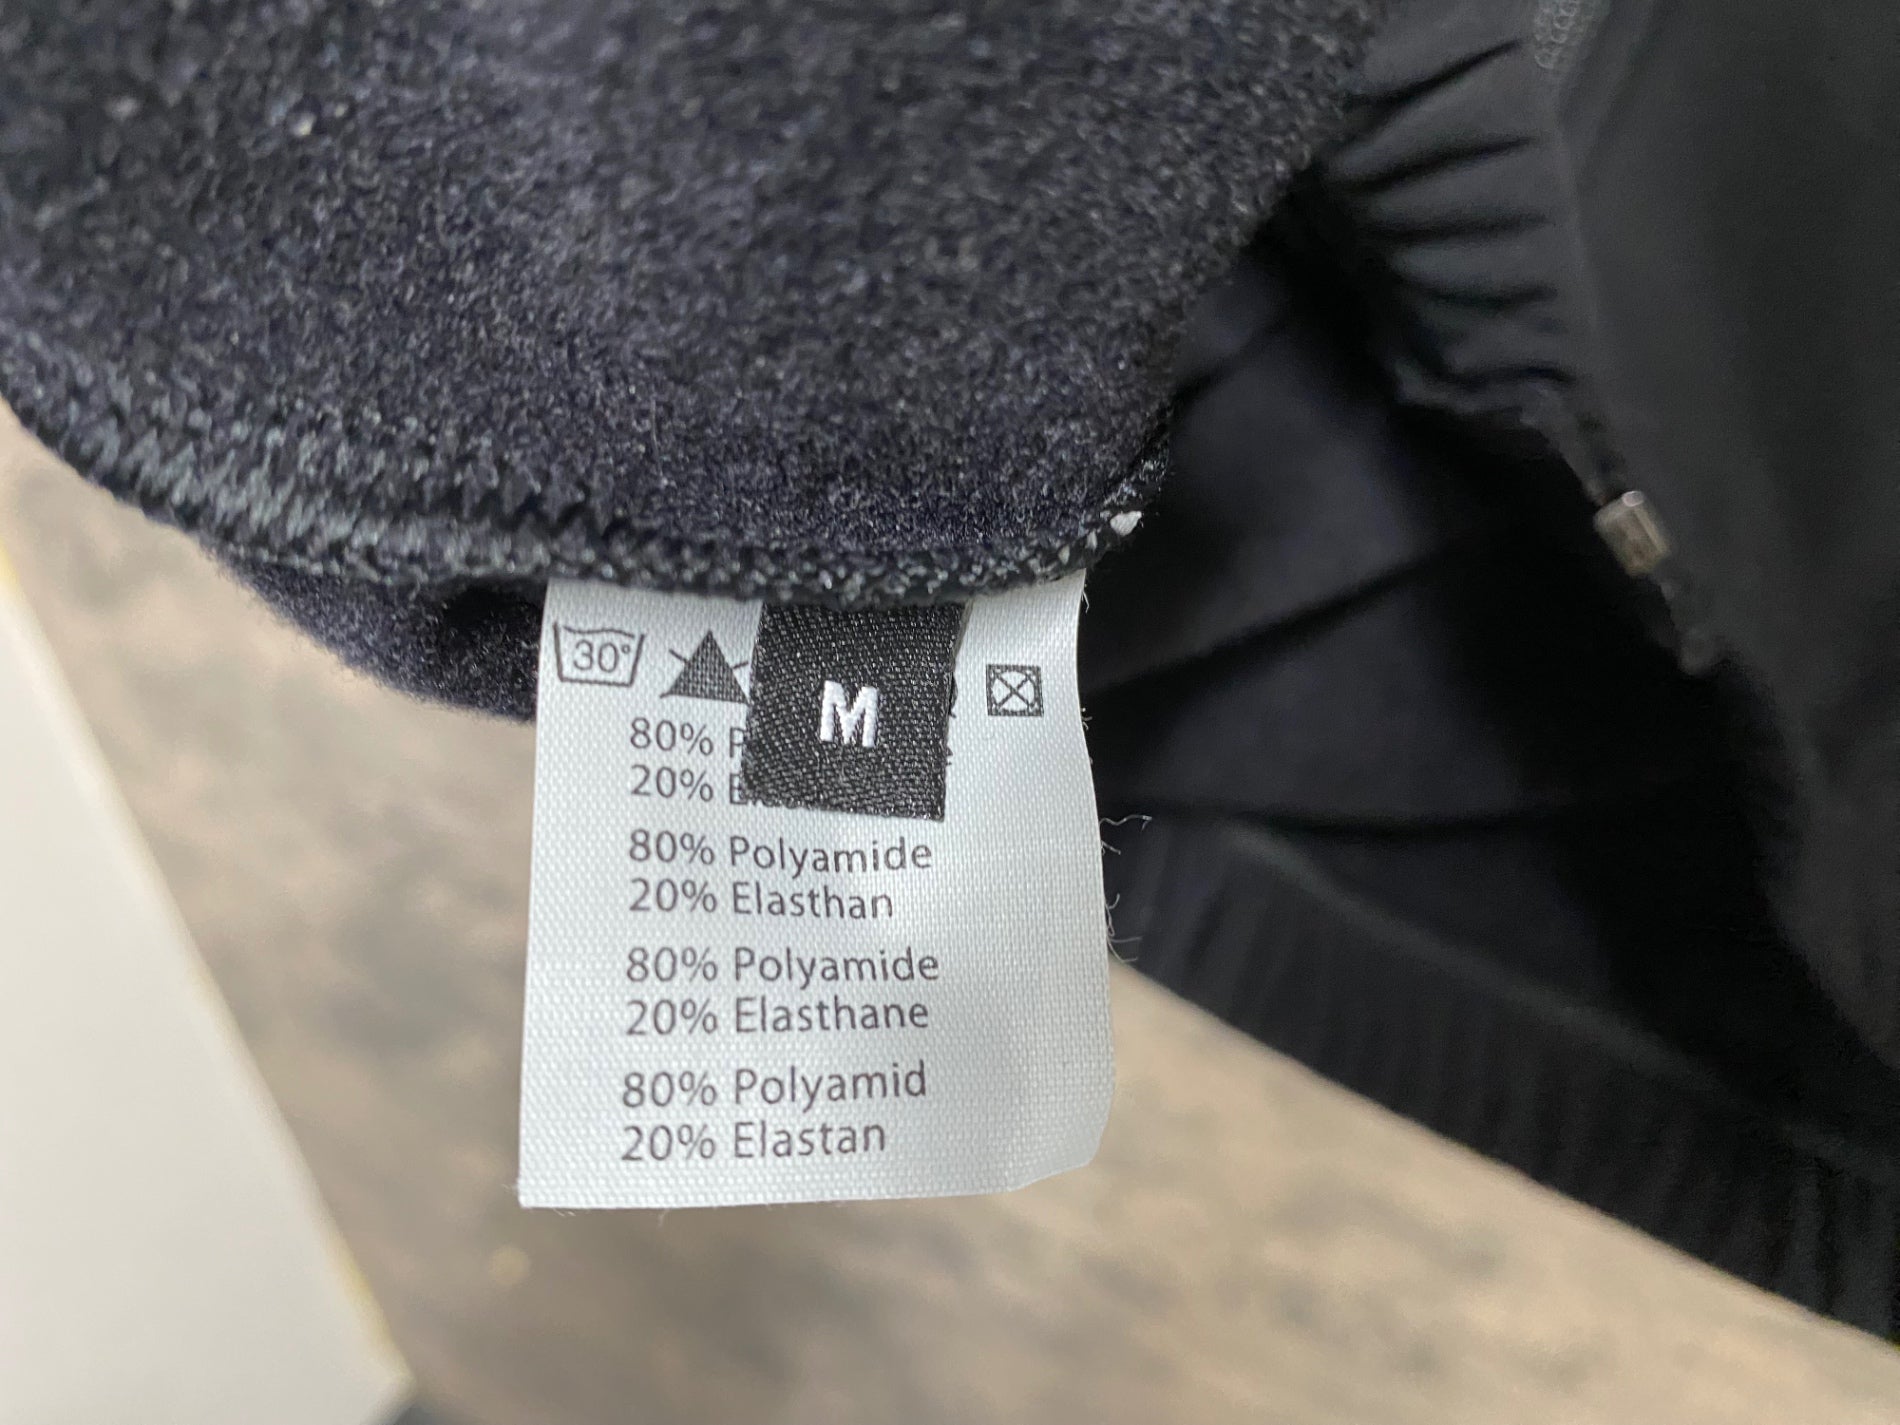 30°
M
80%
20%
80% Polyamide
20% Elasthan
80% Polyamide
20% Elasthane
80% Polyamid
20% Elastan